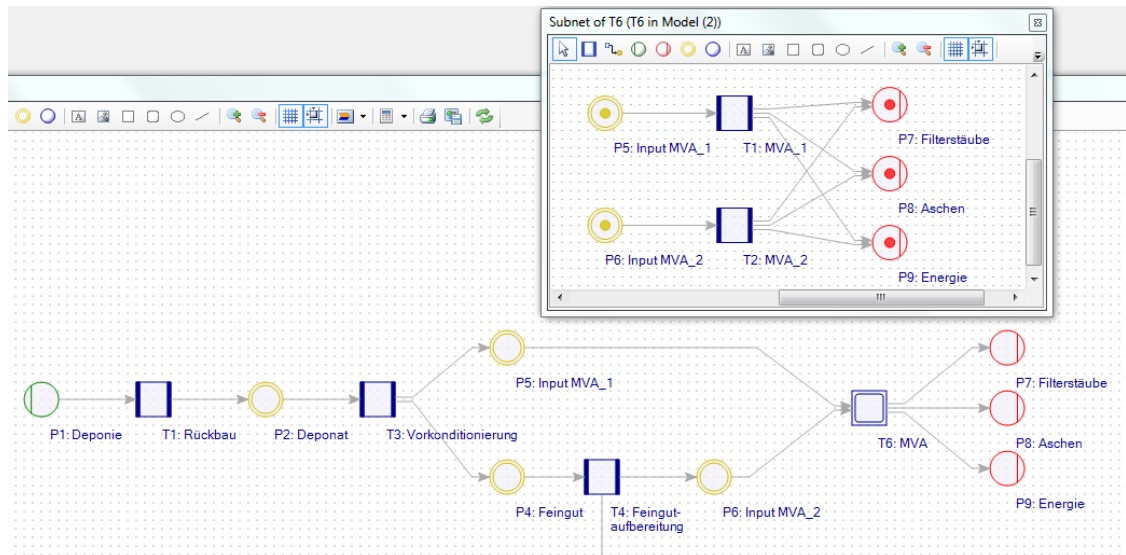 Subnet of T6 (T6 in Model (2))
A
P5: Input MVA_1
T1: MVA_1
P7: Filterstäube
P8: Aschen
P6: Input MVA_2
T2: MVA_2
P9: Energie
A
P5: Input MVA_1
P7: Filterstäube
P1: Deponie
T1: Rückbau
P2: Deponat
T3: Vorkonditionierung
T6: MVA
P8: Aschen
P4: Feingut
T4: Feingut-
aufbereitung
P6: Input MVA_2
P9: Energie